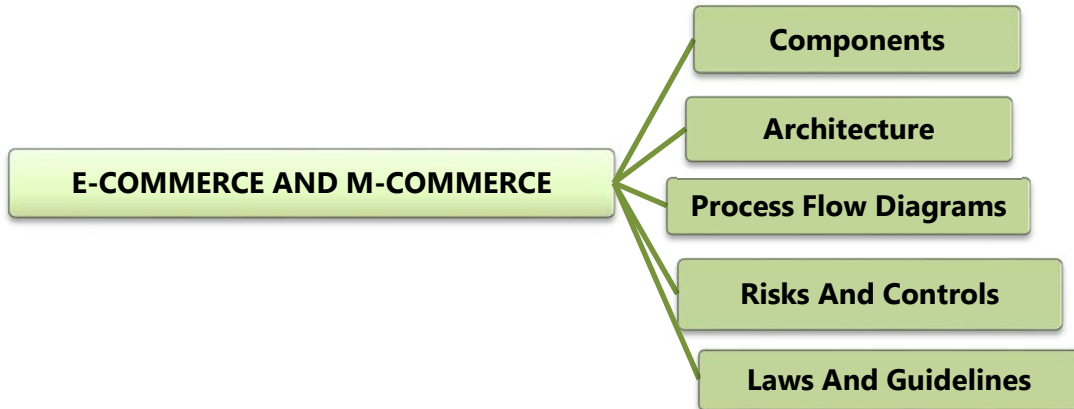 Components
Architecture
E-COMMERCE AND M-COMMERCE
Process Flow Diagrams
Risks And Controls
Laws And Guidelines